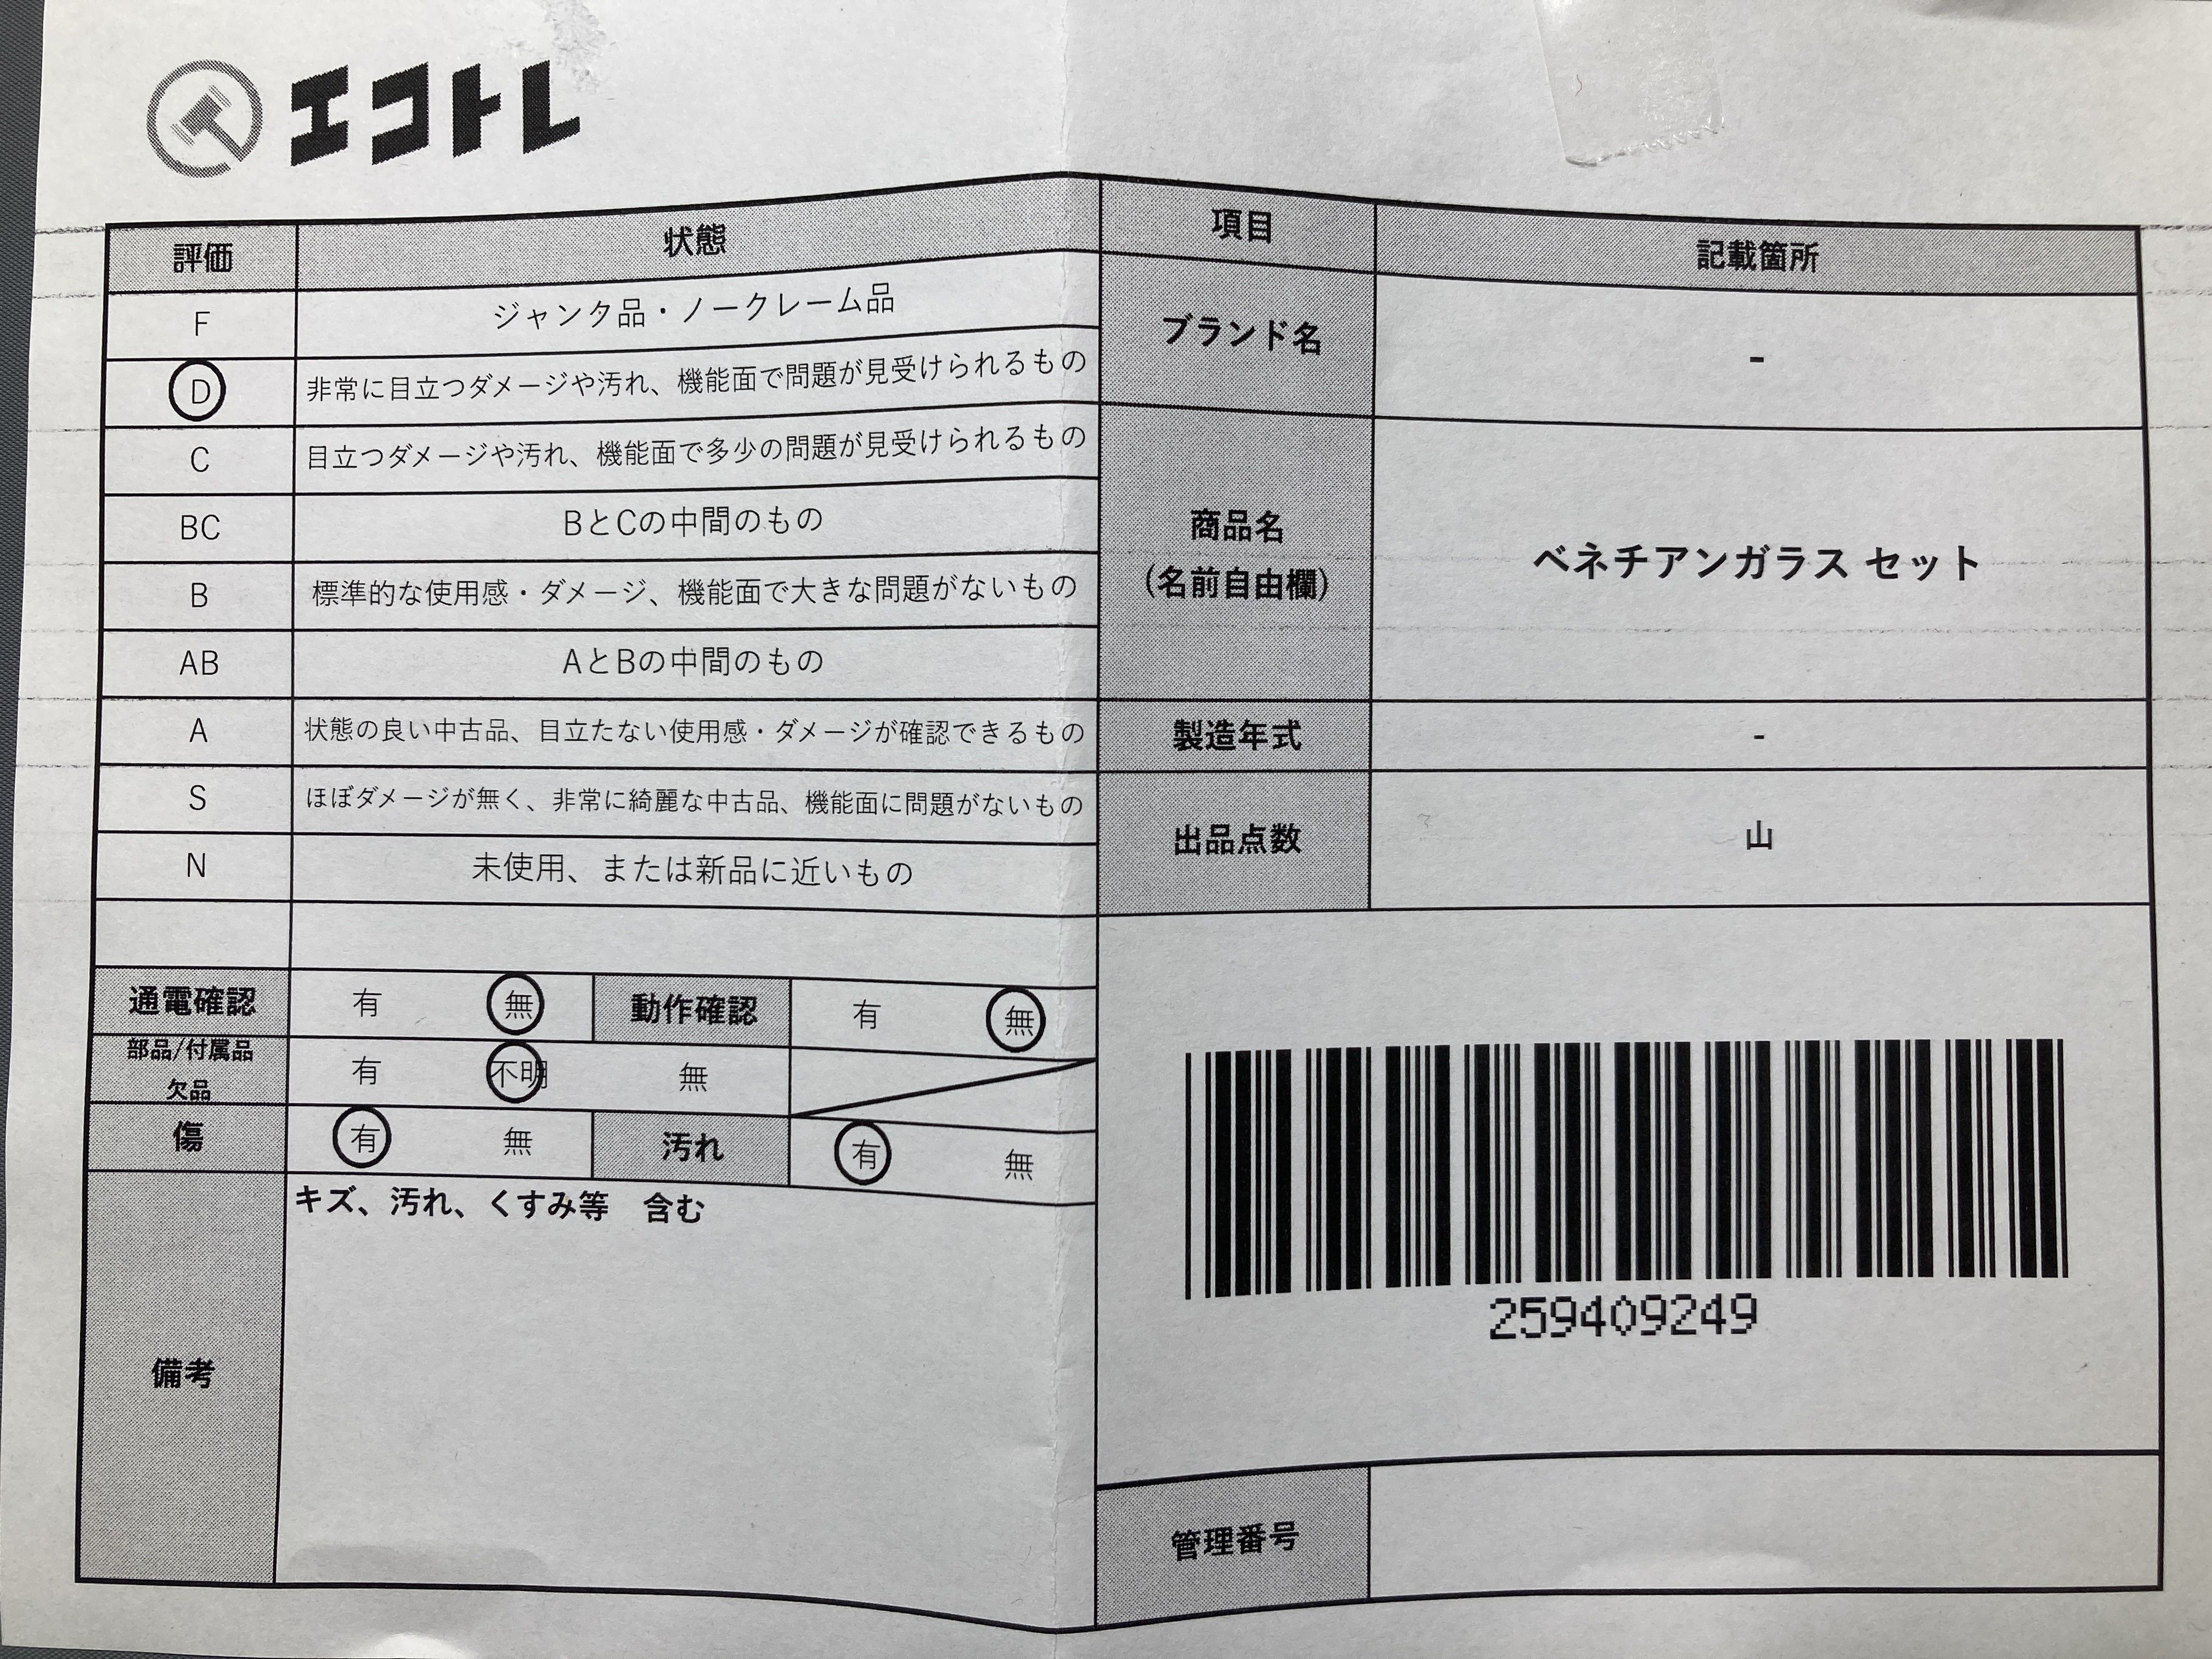 エコトレ
評価 状態
F ジャンク品・ノークレーム品
D 非常に目立つダメージや汚れ、機能面で問題が見受けられるもの
C 目立つダメージや汚れ、機能面で多少の問題が見受けられるもの
BC BとCの中間のもの
B 標準的な使用感・ダメージ、機能面で大きな問題がないもの
AB AとBの中間のもの
A 状態の良い中古品、目立たない使用感・ダメージが確認できるもの
S ほぼダメージが無く、非常に綺麗な中古品、機能面に問題がないもの
N 未使用、または新品に近いもの
通電確認 有 無 動作確認 有 無
部品/付属品
欠品 有 不明 無
傷 有 無 汚れ 有 無
備考 キズ、汚れ、くすみ等 含む
項目 記載箇所
ブランド名 -
商品名
(名前自由欄) ベネチアンガラス セット
製造年式 -
出品点数 山
259409249
管理番号